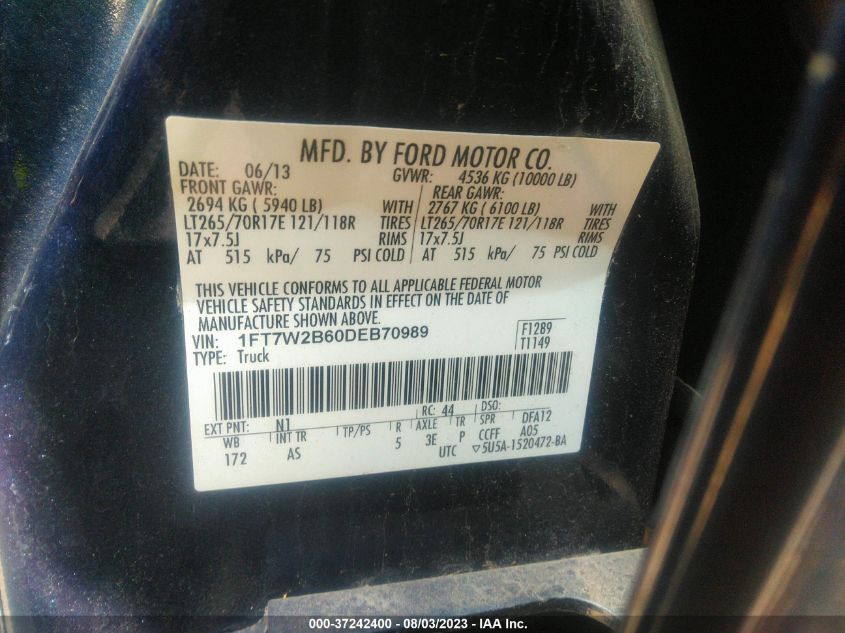 MFD. BY FORD MOTOR CO.
DATE: 06/13 GVWR: 4536 KG (10000 LB)
FRONT GAWR: REAR GAWR:
2694 KG ( 5940 LB) WITH 2767 KG ( 6100 LB) WITH
LT265/70R17E 121/118R TIRES LT265/70R17E 121/118R TIRES
17x7.5J RIMS 17x7.5J RIMS
AT 515 kPa/ 75 PSI COLD AT 515 kPa/ 75 PSI COLD
THIS VEHICLE CONFORMS TO ALL APPLICABLE FEDERAL MOTOR
VEHICLE SAFETY STANDARDS IN EFFECT ON THE DATE OF
MANUFACTURE SHOWN ABOVE.
VIN: 1FT7W2B60DEB70989 F1289
TYPE: Truck T1149
EXT PNT: N1 RC: 44 DSO:
WB INT TR TP/PS R AXLE TR SPR DFA12
172 AS 5 3E P CCFF A05
UTC ▽5U5A-1520472-BA
000-37242400 - 08/03/2023 - IAA Inc.